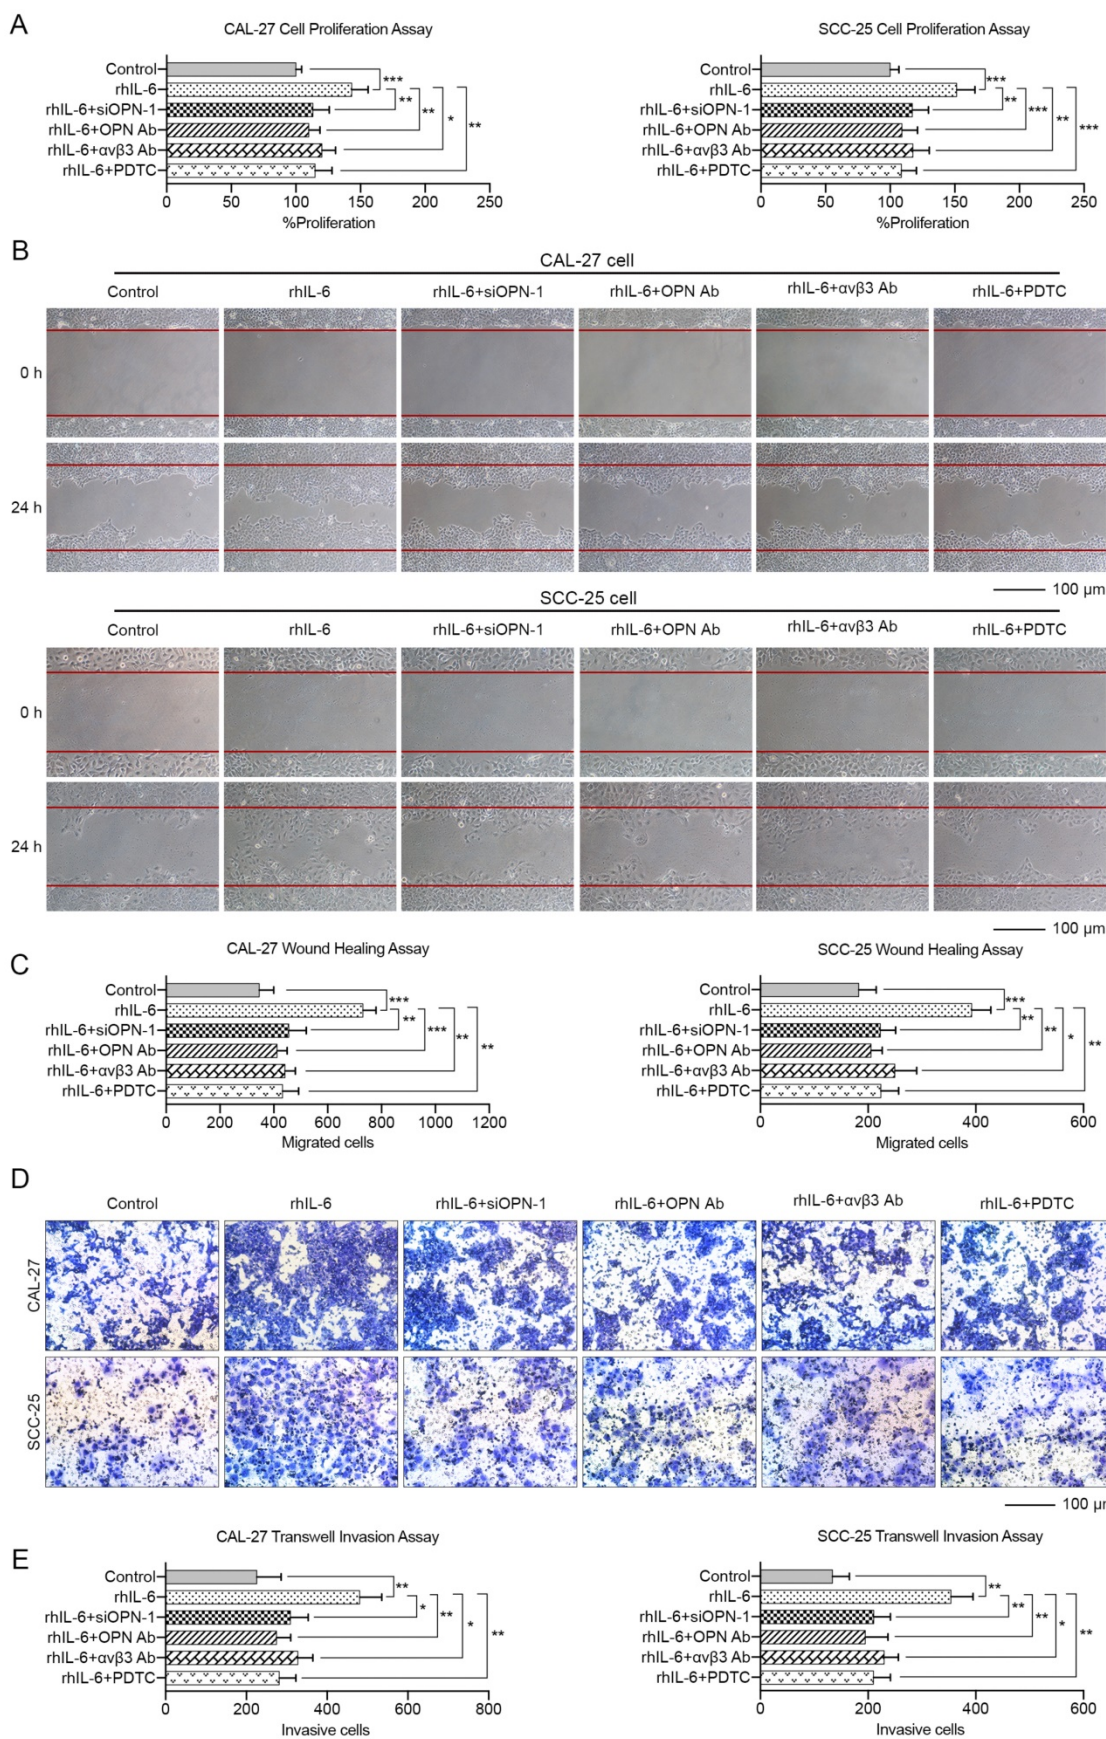 A
CAL-27 Cell Proliferation Assay
Control
rhIL-6
rhIL-6+siOPN-1
rhIL-6+OPN Ab
rhIL-6+αvβ3 Ab
rhIL-6+PDTC
***
**
**
*
**
0 50 100 150 200 250
%Proliferation
SCC-25 Cell Proliferation Assay
Control
rhIL-6
rhIL-6+siOPN-1
rhIL-6+OPN Ab
rhIL-6+αvβ3 Ab
rhIL-6+PDTC
***
**
***
**
***
0 50 100 150 200 250
%Proliferation
B
CAL-27 cell
Control rhIL-6 rhIL-6+siOPN-1 rhIL-6+OPN Ab rhIL-6+αvβ3 Ab rhIL-6+PDTC
0 h
24 h
100 μm
SCC-25 cell
Control rhIL-6 rhIL-6+siOPN-1 rhIL-6+OPN Ab rhIL-6+αvβ3 Ab rhIL-6+PDTC
0 h
24 h
100 μm
C
CAL-27 Wound Healing Assay
Control
rhIL-6
rhIL-6+siOPN-1
rhIL-6+OPN Ab
rhIL-6+αvβ3 Ab
rhIL-6+PDTC
***
**
***
**
**
0 200 400 600 800 1000 1200
Migrated cells
SCC-25 Wound Healing Assay
Control
rhIL-6
rhIL-6+siOPN-1
rhIL-6+OPN Ab
rhIL-6+αvβ3 Ab
rhIL-6+PDTC
***
**
**
*
**
0 200 400 600
Migrated cells
D
Control rhIL-6 rhIL-6+siOPN-1 rhIL-6+OPN Ab rhIL-6+αvβ3 Ab rhIL-6+PDTC
CAL-27
SCC-25
100 μ
E
CAL-27 Transwell Invasion Assay
Control
rhIL-6
rhIL-6+siOPN-1
rhIL-6+OPN Ab
rhIL-6+αvβ3 Ab
rhIL-6+PDTC
**
*
**
*
**
0 200 400 600 800
Invasive cells
SCC-25 Transwell Invasion Assay
Control
rhIL-6
rhIL-6+siOPN-1
rhIL-6+OPN Ab
rhIL-6+αvβ3 Ab
rhIL-6+PDTC
**
**
**
*
**
0 200 400 600
Invasive cells